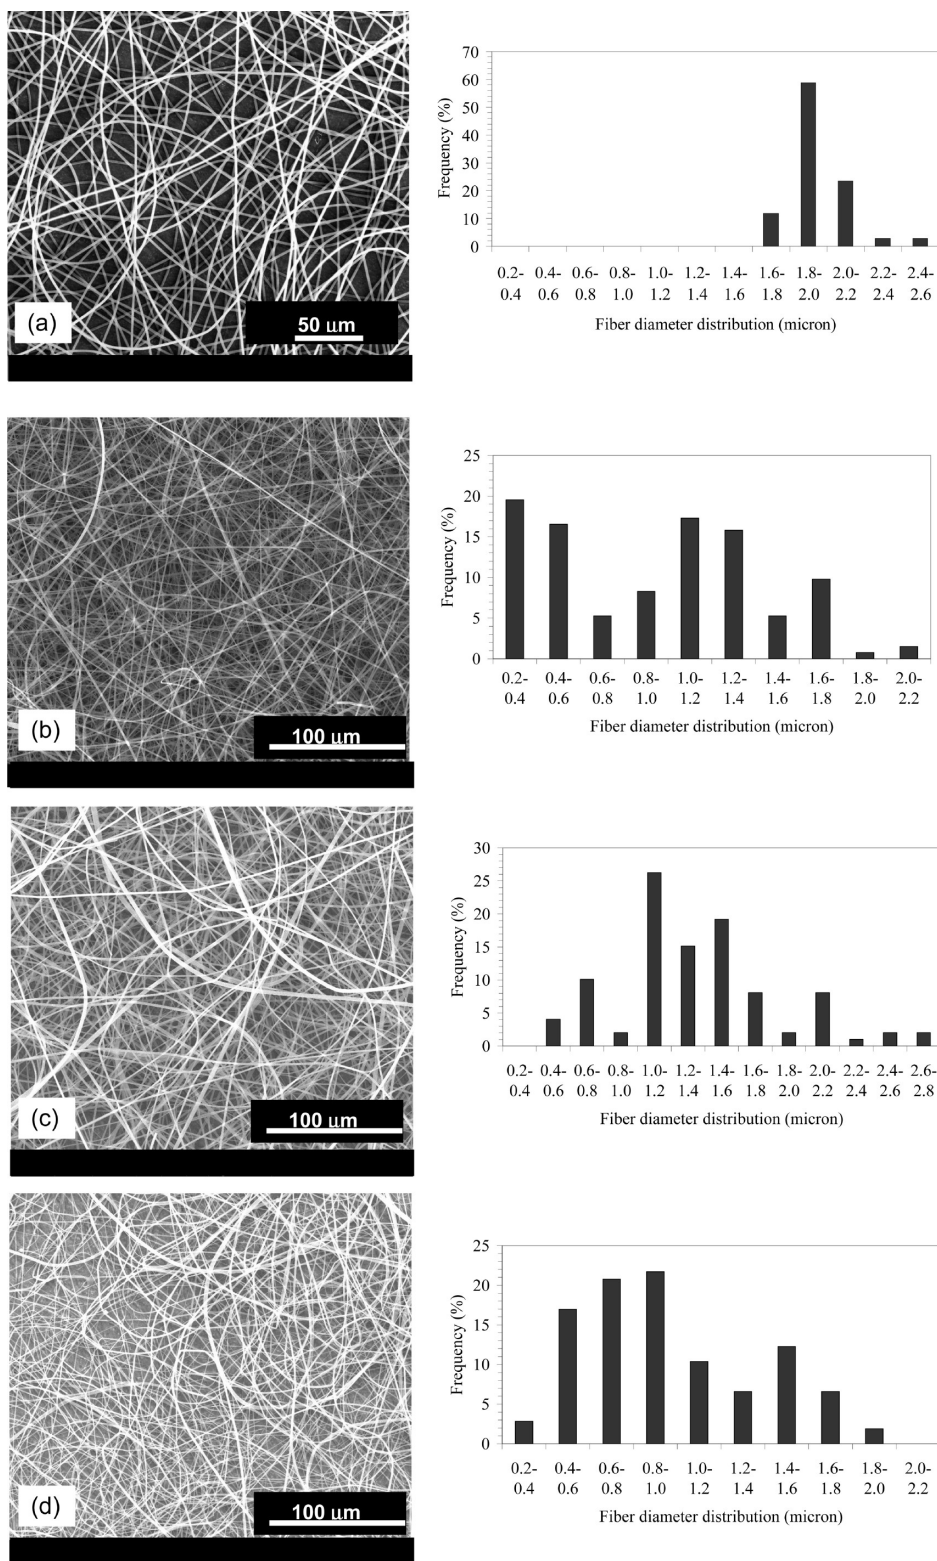 (a)
50 µm
Frequency (%)
70
60
50
40
30
20
10
0
0.2- 0.4- 0.6- 0.8- 1.0- 1.2- 1.4- 1.6- 1.8- 2.0- 2.2- 2.4-
0.4 0.6 0.8 1.0 1.2 1.4 1.6 1.8 2.0 2.2 2.4 2.6
Fiber diameter distribution (micron)
(b)
100 µm
Frequency (%)
25
20
15
10
5
0
0.2- 0.4- 0.6- 0.8- 1.0- 1.2- 1.4- 1.6- 1.8- 2.0-
0.4 0.6 0.8 1.0 1.2 1.4 1.6 1.8 2.0 2.2
Fiber diameter distribution (micron)
(c)
100 µm
Frequency (%)
30
25
20
15
10
5
0
0.2- 0.4- 0.6- 0.8- 1.0- 1.2- 1.4- 1.6- 1.8- 2.0- 2.2- 2.4- 2.6-
0.4 0.6 0.8 1.0 1.2 1.4 1.6 1.8 2.0 2.2 2.4 2.6 2.8
Fiber diameter distribution (micron)
(d)
100 µm
Frequency (%)
25
20
15
10
5
0
0.2- 0.4- 0.6- 0.8- 1.0- 1.2- 1.4- 1.6- 1.8- 2.0-
0.4 0.6 0.8 1.0 1.2 1.4 1.6 1.8 2.0 2.2
Fiber diameter distribution (micron)